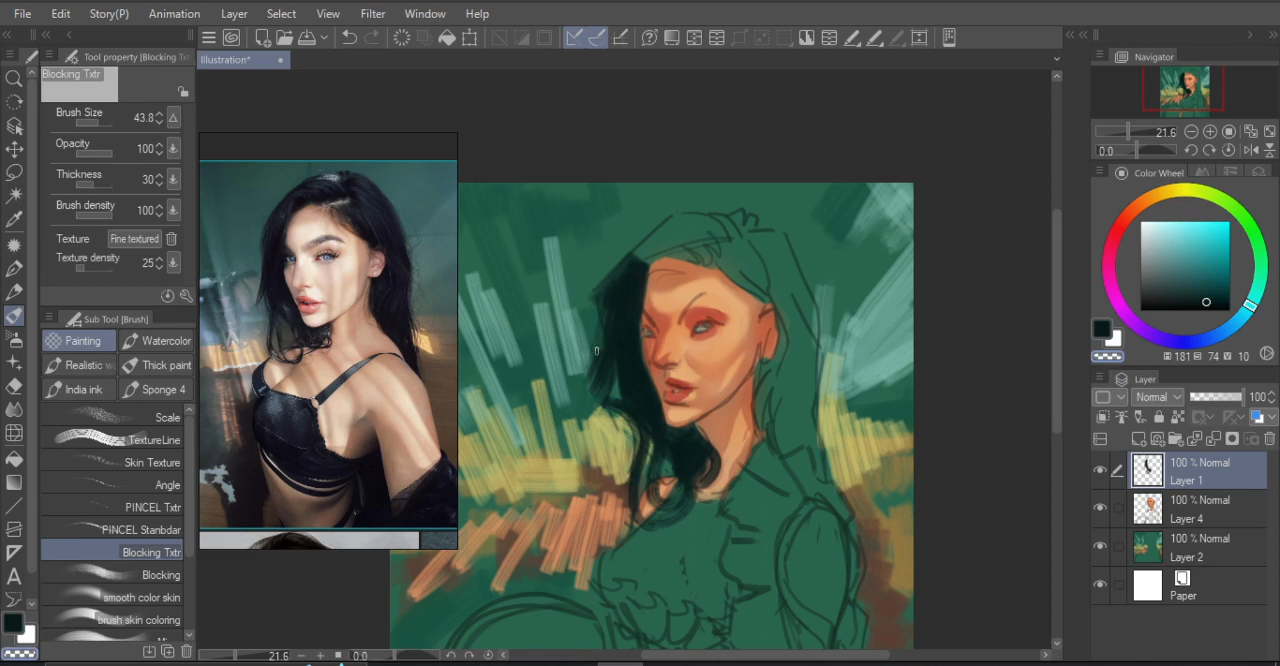 File Edit Story(P) Animation Layer Select View Filter Window Help
Tool property [Blocking Txt
Illustration*
Navigator
Blocking Txtr
Brush Size 43.8
Opacity 100
Thickness 30
Brush density 100
Texture Fine textured
Texture density 25
21.6
0.0
Color Wheel
Sub Tool [Brush]
Painting Watercolor
Realistic w Thick paint
India ink Sponge 4
Scale
TextureLine
Skin Texture
Angle
PINCEL Txtr
PINCEL Stanbdar
Blocking Txtr
Blocking
smooth color skin
brush skin coloring
181 74 V 10
Layer
Normal 100
100 % Normal
Layer 1
100 % Normal
Layer 4
100 % Normal
Layer 2
Paper
21.6 0.0